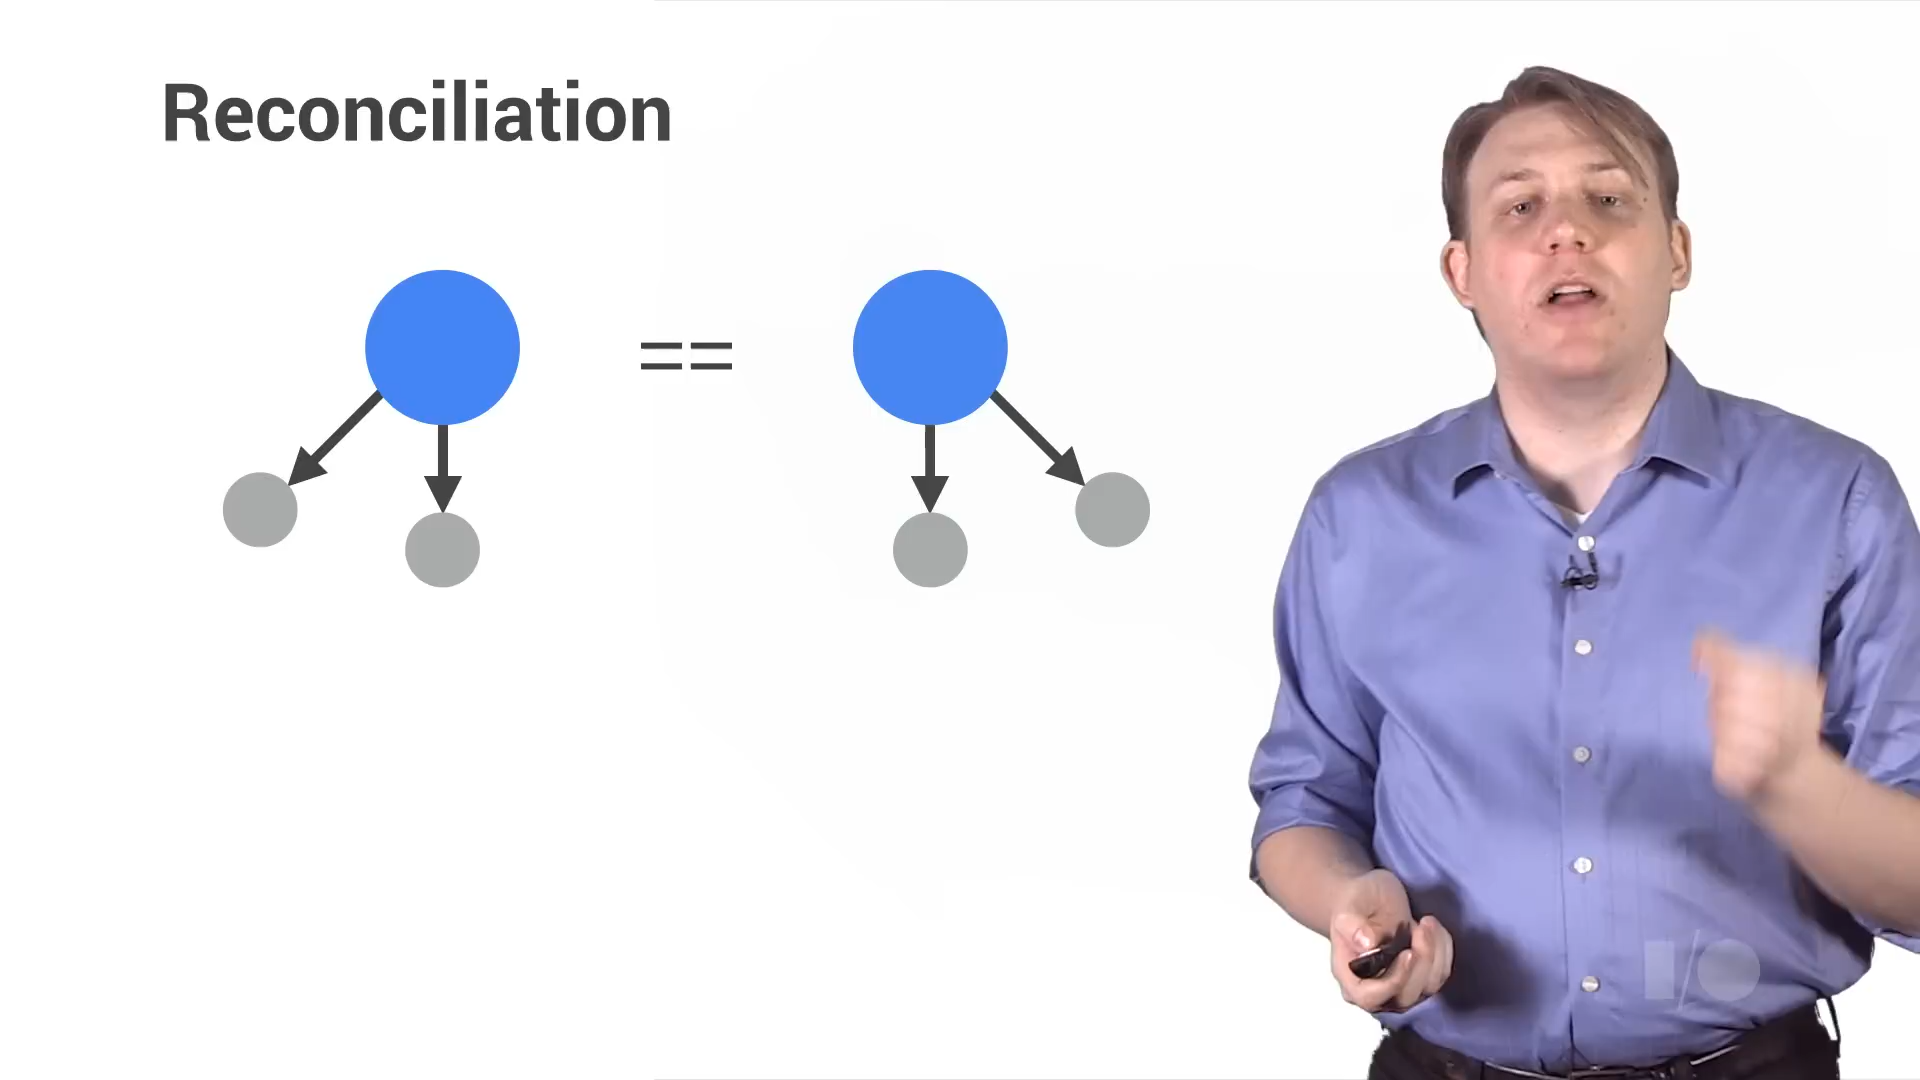 Reconciliation
==
I/O